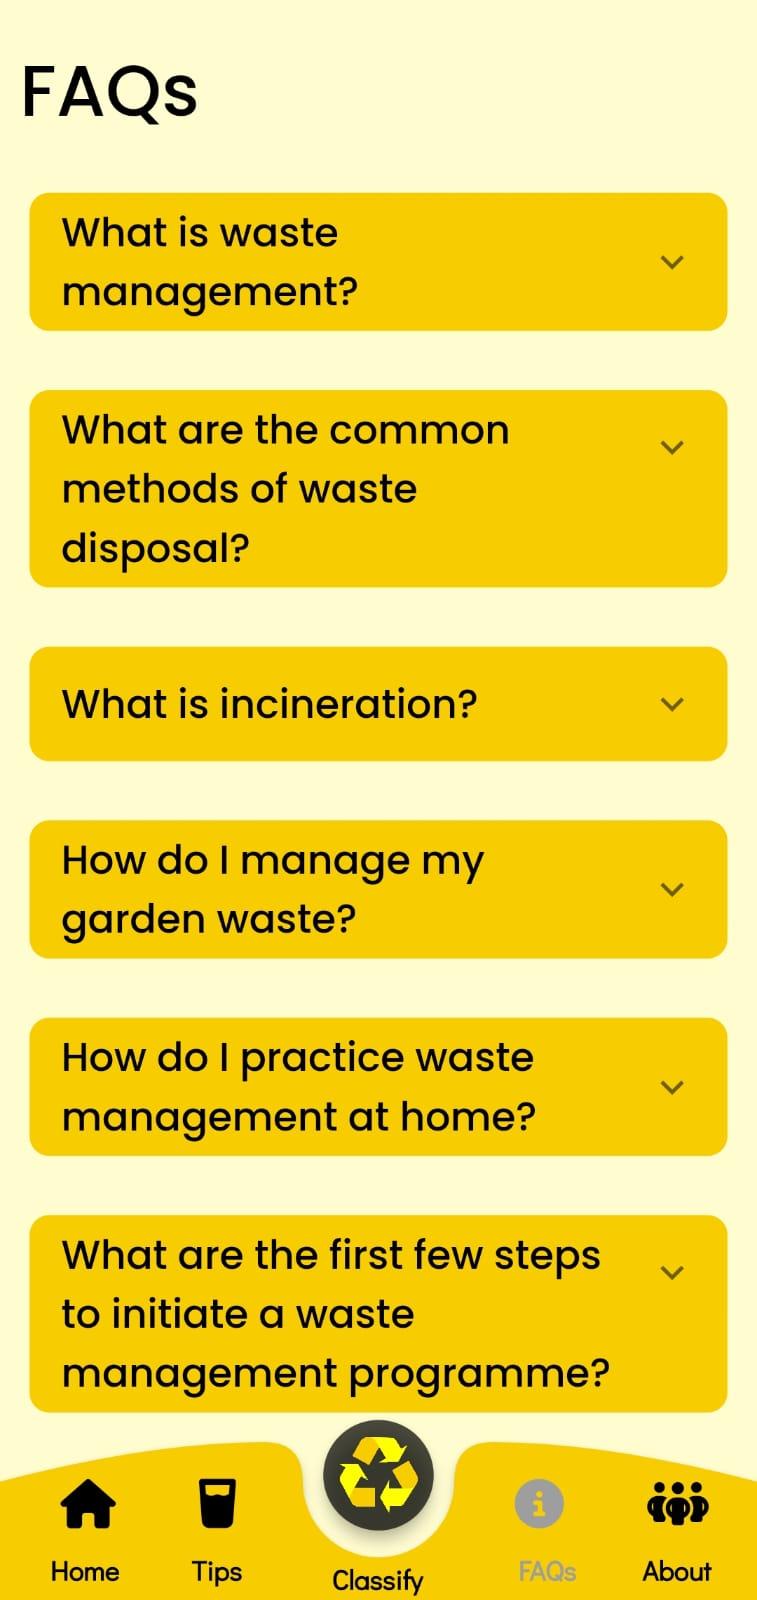 FAQs
What is waste
management?
What are the common
methods of waste
disposal?
What is incineration?
How do I manage my
garden waste?
How do I practice waste
management at home?
What are the first few steps
to initiate a waste
management programme?
Home
Tips
Classify
FAQs
About